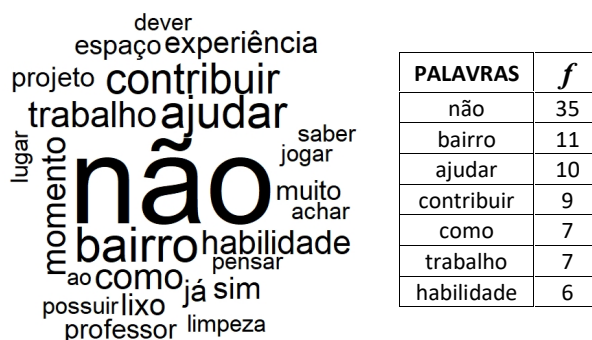 dever
espaço experiência
projeto contribuir
trabalho ajudar
lugar
momento
saber
jogar
não
muito
achar
bairro habilidade
pensar
ao como já sim
possuir lixo
professor limpeza
PALAVRAS f
não 35
bairro 11
ajudar 10
contribuir 9
como 7
trabalho 7
habilidade 6